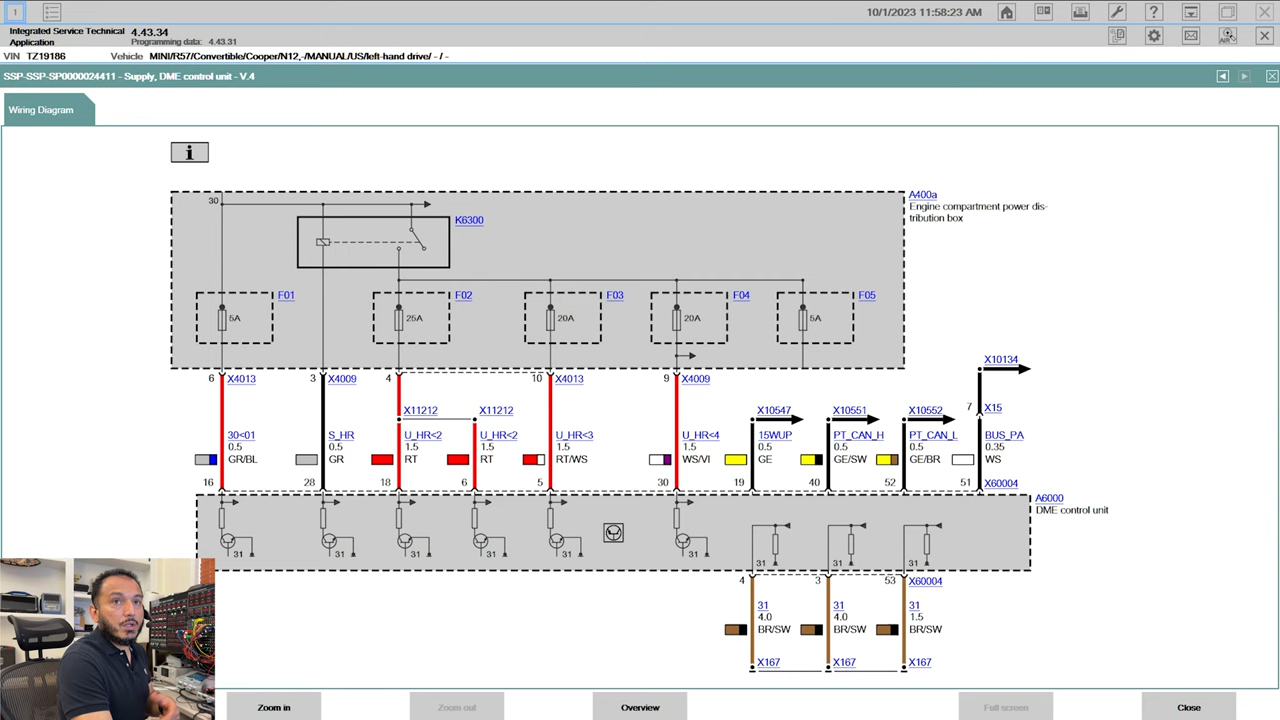 1
10/1/2023 11:58:23 AM
Integrated Service Technical
Application
4.43.34
Programming data: 4.43.31
AIR
VIN TZ19186 Vehicle MINI/R57/Convertible/Cooper/N12,-/MANUAL/US/left-hand drive/ - / -
SSP-SSP-SP0000024411 - Supply, DME control unit - V.4
Wiring Diagram
i
A400a
Engine compartment power dis-
tribution box
30
K6300
F01 F02 F03 F04 F05
5A 25A 20A 20A 5A
X10134
6 X4013 3 X4009 4 10 X4013 9 X4009
X11212 X11212 X10547 X10551 X10552 7 X15
30<01 S_HR U_HR<2 U_HR<2 U_HR<3 U_HR<4 15WUP PT_CAN_H PT_CAN_L BUS_PA
0.5 0.5 1.5 1.5 1.5 1.5 0.5 0.5 0.5 0.35
GR/BL GR RT RT RT/WS WS/VI GE GE/SW GE/BR WS
16 28 18 6 5 30 19 40 52 51 X60004
A6000
DME control unit
31 31 31 31 31 31 31 31 31
4 3 53 X60004
31 31 31
4.0 4.0 1.5
BR/SW BR/SW BR/SW
X167 X167 X167
Zoom in Zoom out Overview Full screen Close